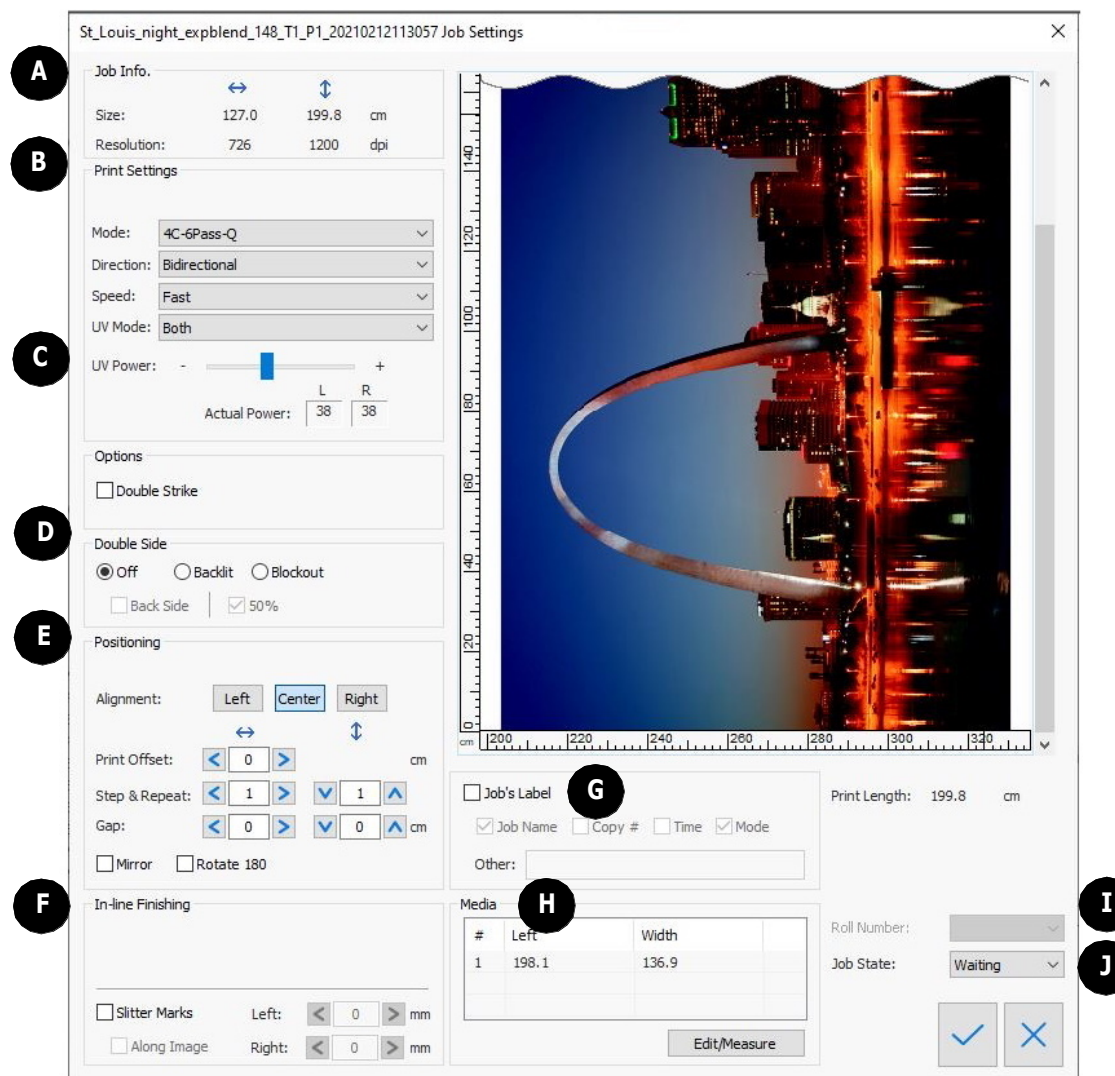 St_Louis_night_expblend_148_T1_P1_20210212113057 Job Settings
A
Job Info.
Size: 127.0 199.8 cm
Resolution: 726 1200 dpi
B
Print Settings
Mode: 4C-6Pass-Q
Direction: Bidirectional
Speed: Fast
UV Mode: Both
C
UV Power: - +
L R
Actual Power: 38 38
Options
Double Strike
D
Double Side
Off Backlit Blockout
Back Side 50%
E
Positioning
Alignment: Left Center Right
Print Offset: 0 cm
Step & Repeat: 1 1
Gap: 0 0 cm
Mirror Rotate 180
F
In-line Finishing
Slitter Marks Left: 0 mm
Along Image Right: 0 mm
140
120
100
180
160
140
120
0
cm 200 220 240 260 280 300 320
Job's Label G
Job Name Copy # Time Mode
Other:
Print Length: 199.8 cm
Media H
# Left Width
1 198.1 136.9
Edit/Measure
I
Roll Number:
J
Job State: Waiting